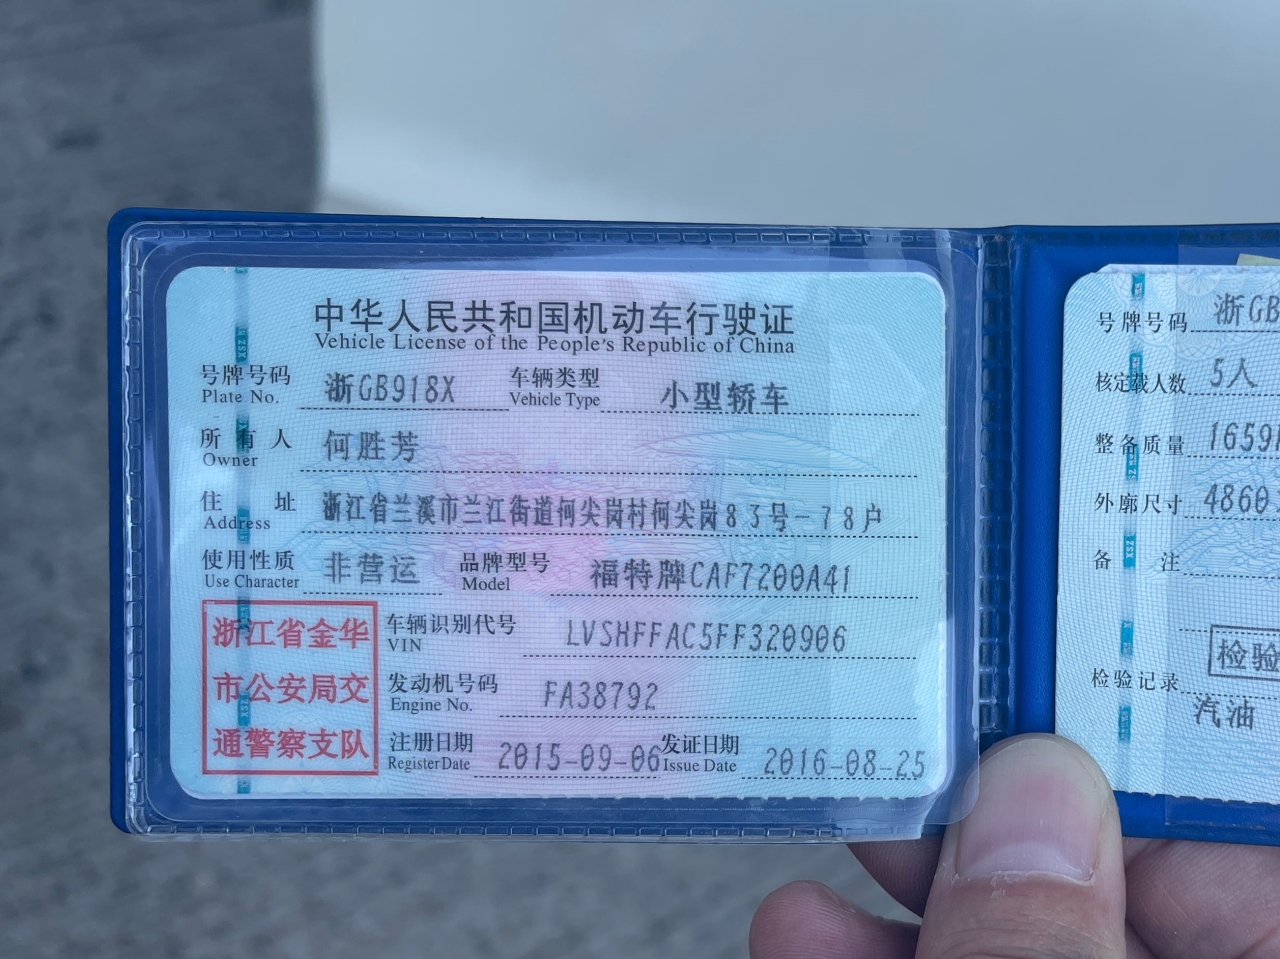 中华人民共和国机动车行驶证
Vehicle License of the People's Republic of China
号牌号码 浙GB918X 车辆类型 小型轿车
Plate No. Vehicle Type
所有人 何胜芳
Owner
住址 浙江省兰溪市兰江街道何尖岗村何尖岗83号-78户
Address
使用性质 非营运 品牌型号 福特牌CAF7200A41
Use Character Model
浙江省金华
市公安局交
通警察支队
车辆识别代号 LVSHFFAC5FF320906
VIN
发动机号码 FA38792
Engine No.
注册日期 2015-09-06 发证日期 2016-08-25
Register Date Issue Date
号牌号码 浙GB
核定载人数 5人
整备质量 1659
外廓尺寸 4860
备注
检验
检验记录
汽油